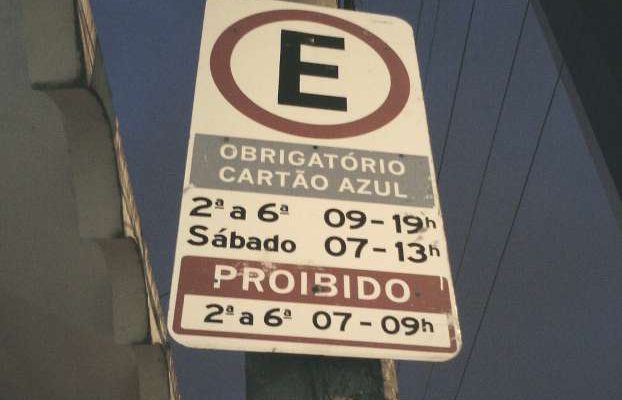 E
OBRIGATÓRIO
CARTÃO AZUL
2ª a 6ª 09-19h
Sábado 07-13h
PROIBIDO
2ª a 6ª 07-09h